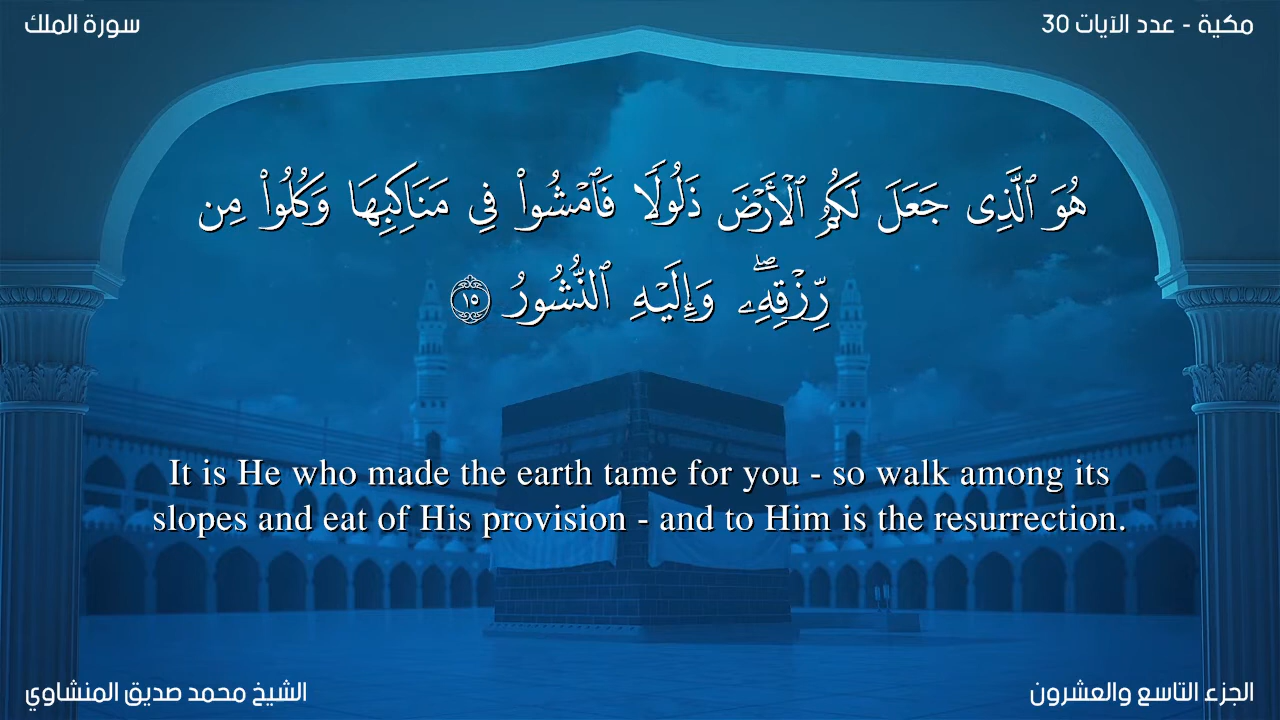 سورة الملك
مكية - عدد الآيات 30
هُوَ ٱلَّذِى جَعَلَ لَكُمُ ٱلْأَرْضَ ذَلُولًا فَٱمْشُوا۟ فِى مَنَاكِبِهَا وَكُلُوا۟ مِن
رِّزْقِهِۦ ۖ وَإِلَيْهِ ٱلنُّشُورُ ١٥
It is He who made the earth tame for you - so walk among its
slopes and eat of His provision - and to Him is the resurrection.
الشيخ محمد صديق المنشاوي
الجزء التاسع والعشرون